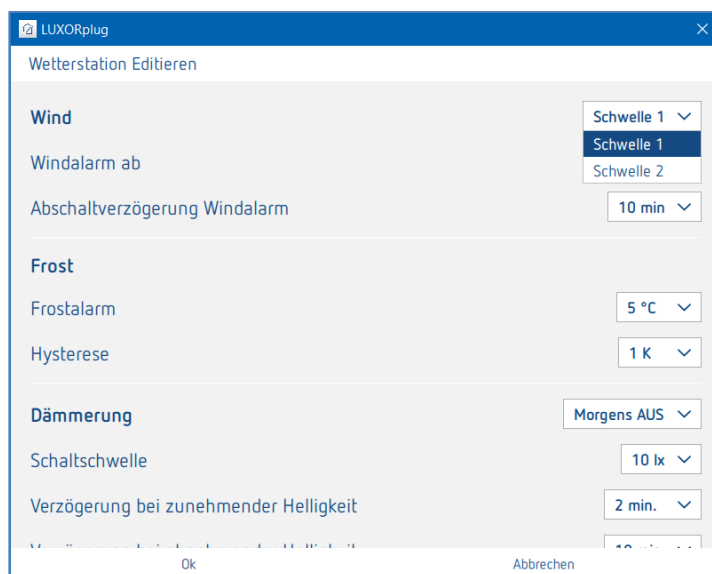 LUXORplug
Wetterstation Editieren
Wind Schwelle 1
Schwelle 1
Windalarm ab
Schwelle 2
Abschaltverzögerung Windalarm 10 min
Frost
Frostalarm 5 °C
Hysterese 1 K
Dämmerung Morgens AUS
Schaltschwelle 10 lx
Verzögerung bei zunehmender Helligkeit 2 min.
Ok Abbrechen